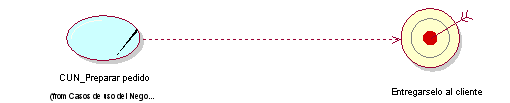 CUN_Preparar pedido
(from Casos de uso del Nego...
Entregarselo al cliente